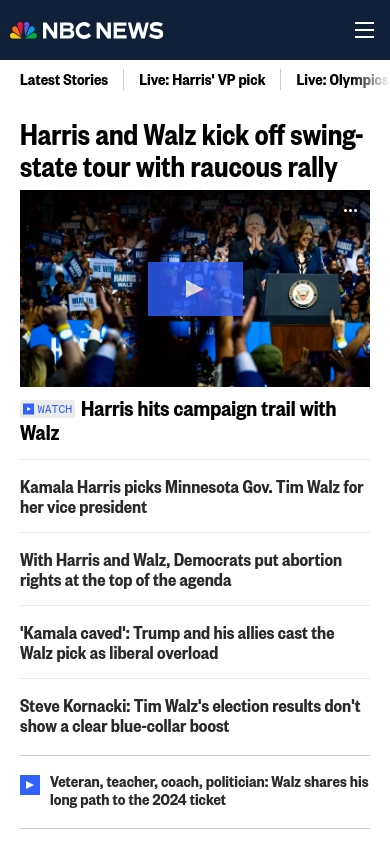 NBC NEWS
Latest Stories
Live: Harris' VP pick
Live: Olympics
Harris and Walz kick off swing-
state tour with raucous rally
WATCH Harris hits campaign trail with
Walz
Kamala Harris picks Minnesota Gov. Tim Walz for
her vice president
With Harris and Walz, Democrats put abortion
rights at the top of the agenda
'Kamala caved': Trump and his allies cast the
Walz pick as liberal overload
Steve Kornacki: Tim Walz's election results don't
show a clear blue-collar boost
Veteran, teacher, coach, politician: Walz shares his
long path to the 2024 ticket